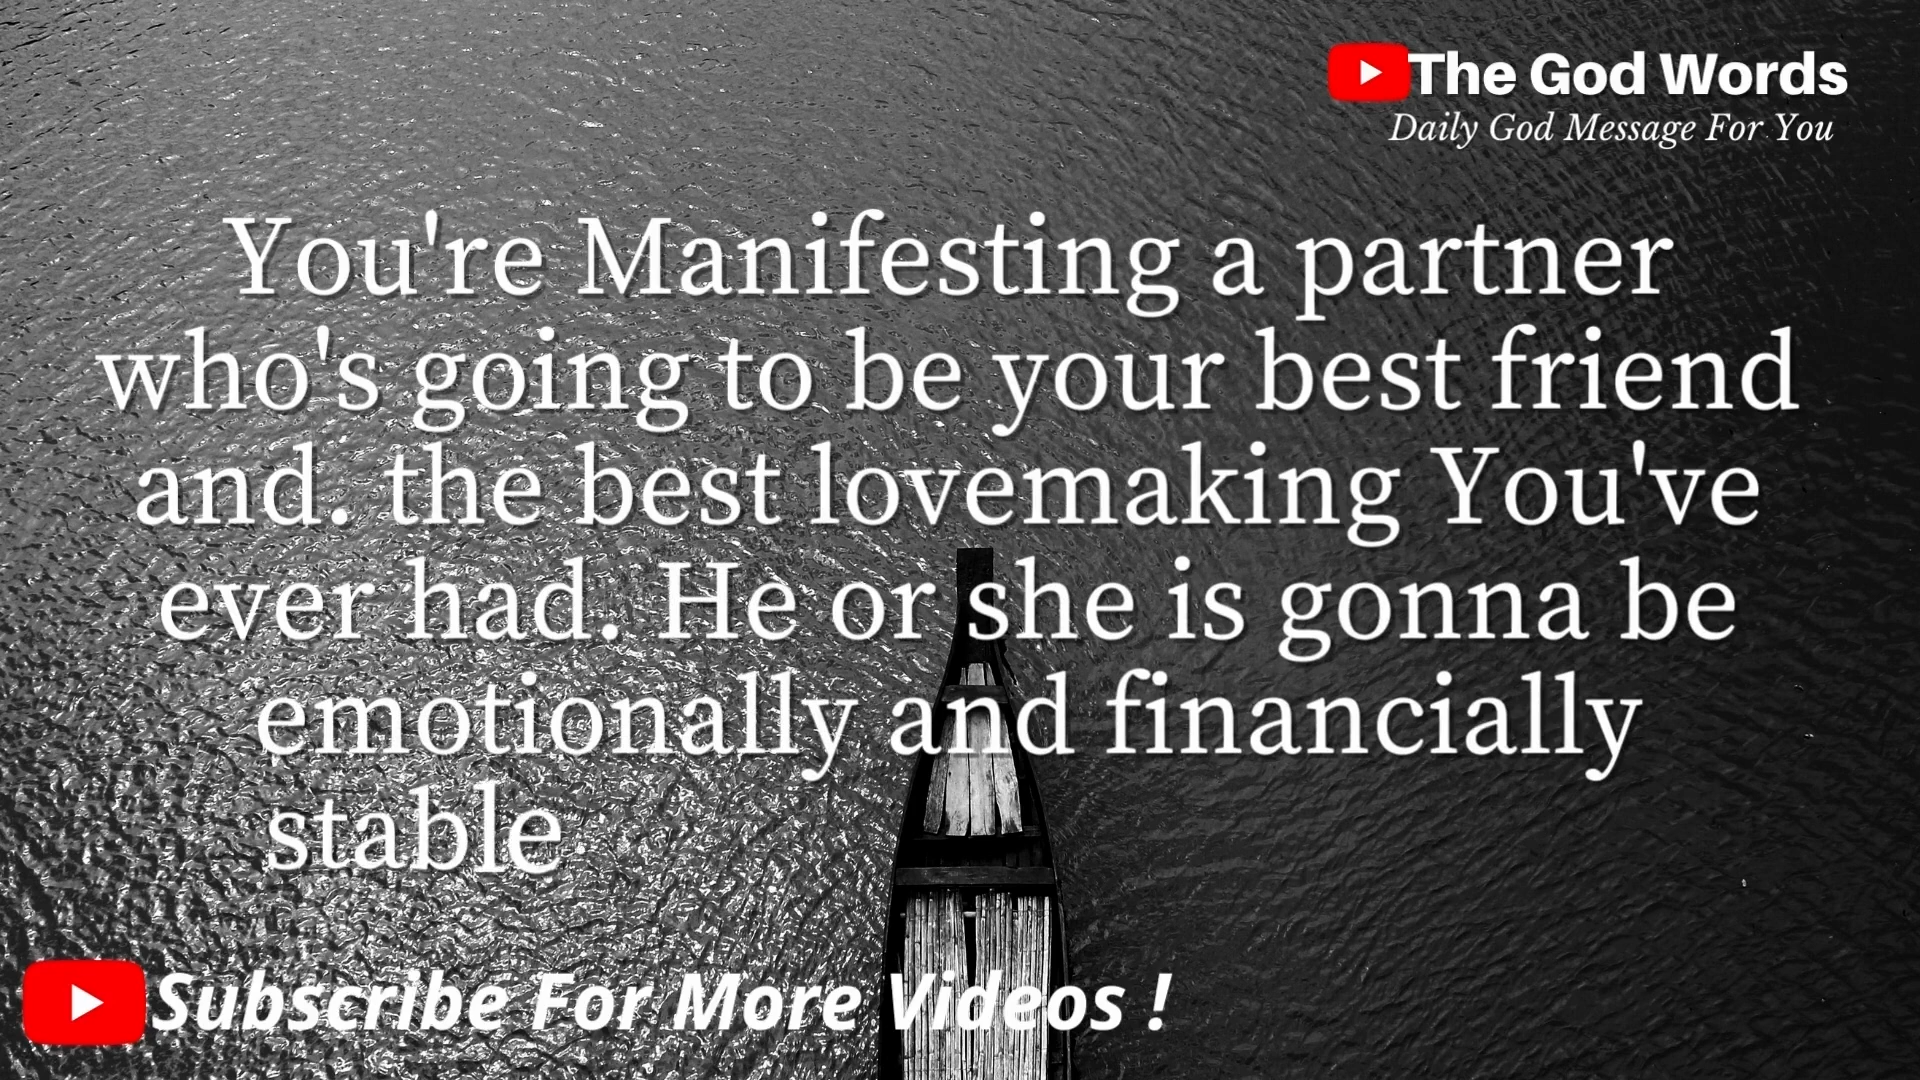 The God Words
Daily God Message For You
You're Manifesting a partner
who's going to be your best friend
and. the best lovemaking You've
ever had. He or she is gonna be
emotionally and financially
stable
Subscribe For More Videos !